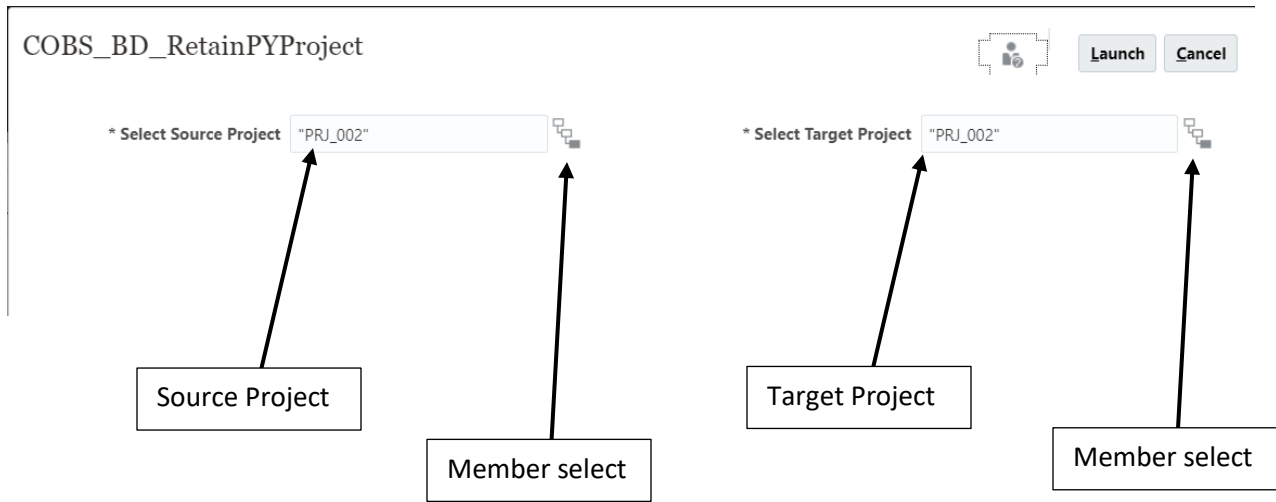 COBS_BD_RetainPYProject
Launch
Cancel
* Select Source Project "PRJ_002"
* Select Target Project "PRJ_002"
Source Project
Target Project
Member select
Member select